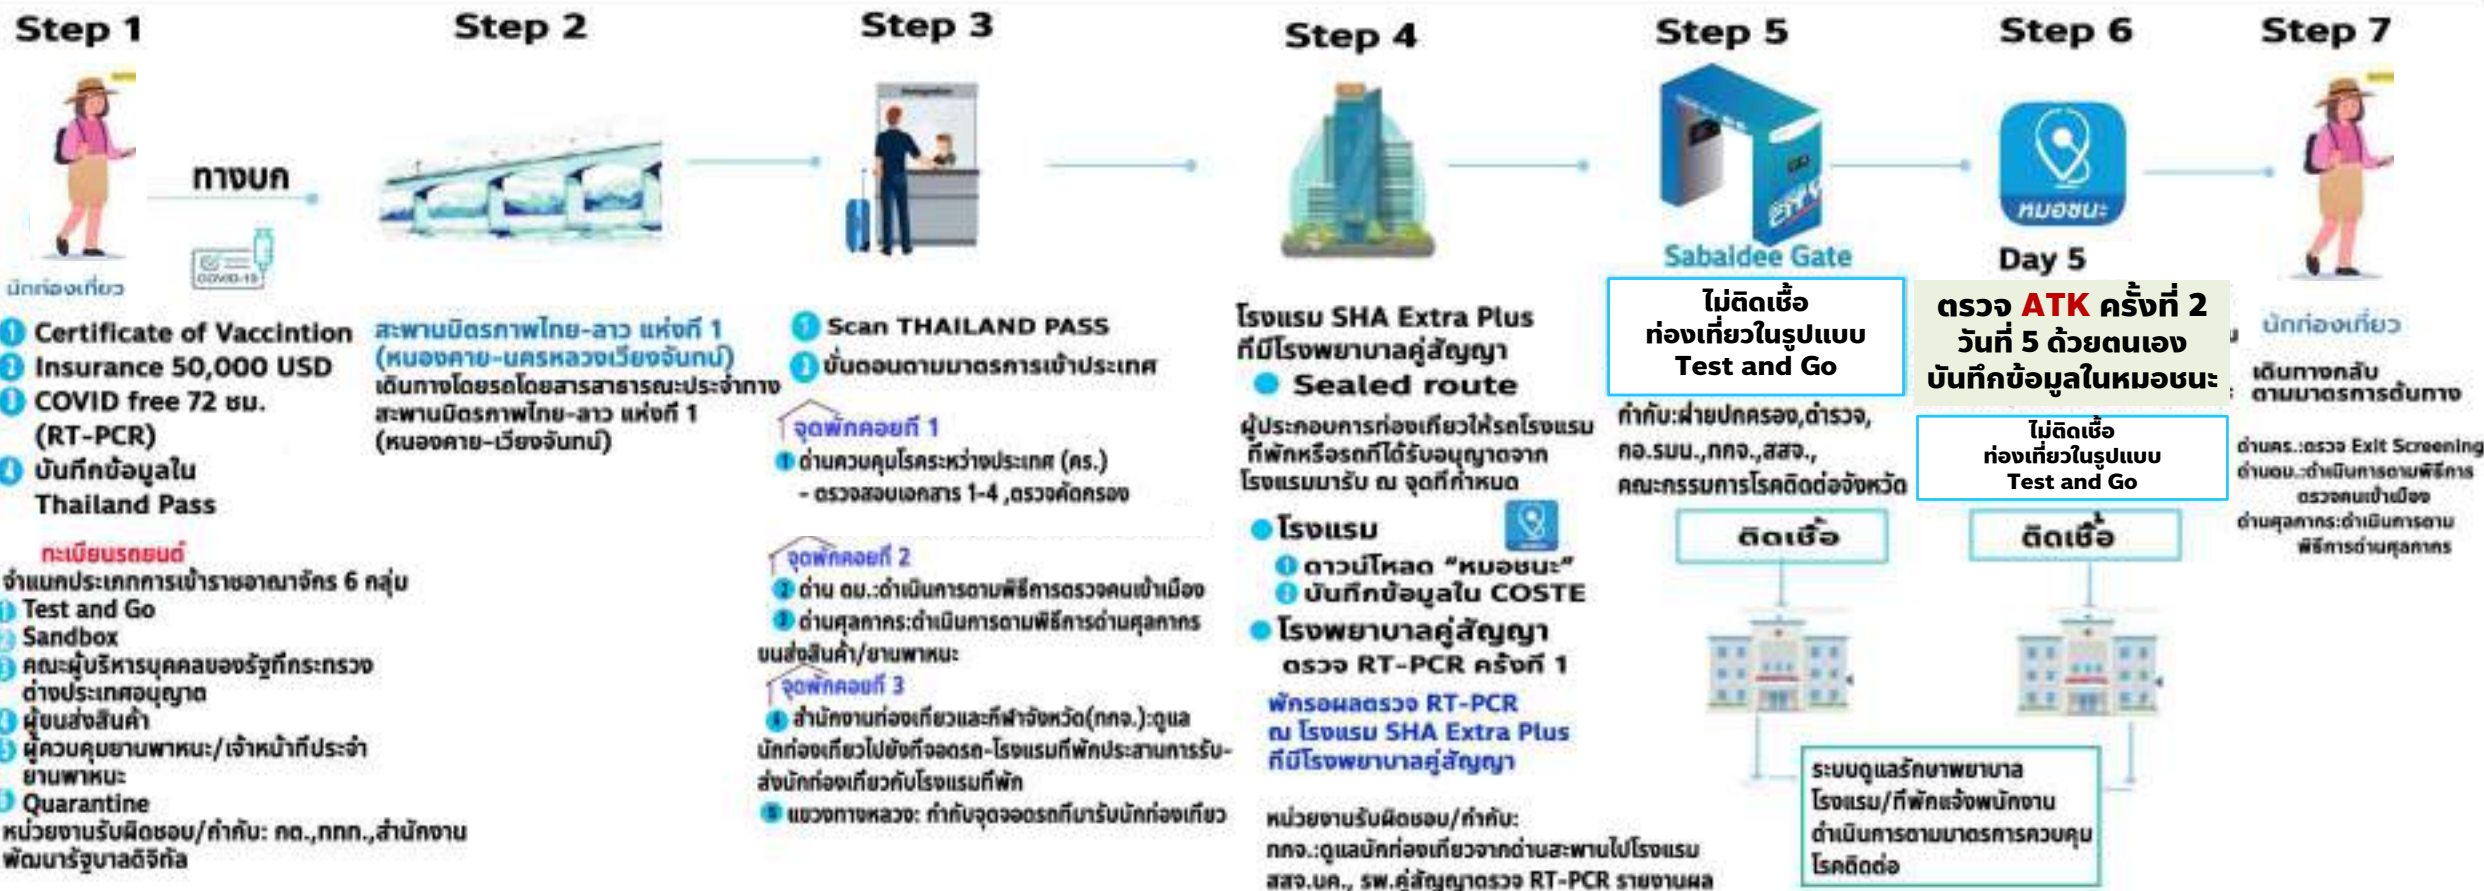 Step 1
ทางบก
COVID-19
นักท่องเที่ยว
1 Certificate of Vaccintion
2 Insurance 50,000 USD
3 COVID free 72 ชม.
(RT-PCR)
4 บันทึกข้อมูลใน
Thailand Pass
ทะเบียนรถยนต์
จำแนกประเภทการเข้าราชอาณาจักร 6 กลุ่ม
1 Test and Go
2 Sandbox
3 คณะผู้บริหารบุคคลของรัฐที่กระทรวง
ต่างประเทศอนุญาต
4 ผู้ขนส่งสินค้า
5 ผู้ควบคุมยานพาหนะ/เจ้าหน้าที่ประจำ
ยานพาหนะ
6 Quarantine
หน่วยงานรับผิดชอบ/กำกับ: กต.,ททท.,สำนักงาน
พัฒนารัฐบาลดิจิทัล
Step 2
สะพานมิตรภาพไทย-ลาว แห่งที่ 1
(หนองคาย-นครหลวงเวียงจันทน์)
เดินทางโดยรถโดยสารสาธารณะประจำทาง
สะพานมิตรภาพไทย-ลาว แห่งที่ 1
(หนองคาย-เวียงจันทน์)
Step 3
Immigration
1 Scan THAILAND PASS
2 ขั้นตอนตามมาตรการเข้าประเทศ
จุดพักคอยที่ 1
1 ด่านควบคุมโรคระหว่างประเทศ (คร.)
- ตรวจสอบเอกสาร 1-4 ,ตรวจคัดกรอง
จุดพักคอยที่ 2
2 ด่าน ตม.:ดำเนินการตามพิธีการตรวจคนเข้าเมือง
3 ด่านศุลกากร:ดำเนินการตามพิธีการด่านศุลกากร
ขนส่งสินค้า/ยานพาหนะ
จุดพักคอยที่ 3
4 สำนักงานท่องเที่ยวและกีฬาจังหวัด(ทกจ.):ดูแล
นักท่องเที่ยวไปยังที่จอดรถ-โรงแรมที่พักประสานการรับ-
ส่งนักท่องเที่ยวกับโรงแรมที่พัก
5 แขวงทางหลวง: กำกับจุดจอดรถที่มารับนักท่องเที่ยว
Step 4
โรงแรม SHA Extra Plus
ที่มีโรงพยาบาลคู่สัญญา
Sealed route
ผู้ประกอบการท่องเที่ยวให้รถโรงแรม
ที่พักหรือรถที่ได้รับอนุญาตจาก
โรงแรมมารับ ณ จุดที่กำหนด
โรงแรม
1 ดาวน์โหลด “หมอชนะ”
2 บันทึกข้อมูลใน COSTE
โรงพยาบาลคู่สัญญา
ตรวจ RT-PCR ครั้งที่ 1
พักรอผลตรวจ RT-PCR
ณ โรงแรม SHA Extra Plus
ที่มีโรงพยาบาลคู่สัญญา
หน่วยงานรับผิดชอบ/กำกับ:
ทกจ.:ดูแลนักท่องเที่ยวจากด่านสะพานไปโรงแรม
สสจ.นค., รพ.คู่สัญญาตรวจ RT-PCR รายงานผล
Step 5
Sabaidee Gate
ไม่ติดเชื้อ
ท่องเที่ยวในรูปแบบ
Test and Go
กำกับ:ฝ่ายปกครอง,ตำรวจ,
กอ.รมน.,ทกจ.,สสจ.,
คณะกรรมการโรคติดต่อจังหวัด
ติดเชื้อ
Step 6
หมอชนะ
Day 5
ตรวจ ATK ครั้งที่ 2
วันที่ 5 ด้วยตนเอง
บันทึกข้อมูลในหมอชนะ
ไม่ติดเชื้อ
ท่องเที่ยวในรูปแบบ
Test and Go
ติดเชื้อ
ระบบดูแลรักษาพยาบาล
โรงแรม/ที่พักแจ้งพนักงาน
ดำเนินการตามมาตรการควบคุม
โรคติดต่อ
Step 7
นักท่องเที่ยว
เดินทางกลับ
ตามมาตรการต้นทาง
ด่านคร.:ตรวจ Exit Screening
ด่านตม.:ดำเนินการตามพิธีการ
ตรวจคนเข้าเมือง
ด่านศุลกากร:ดำเนินการตาม
พิธีการด่านศุลกากร